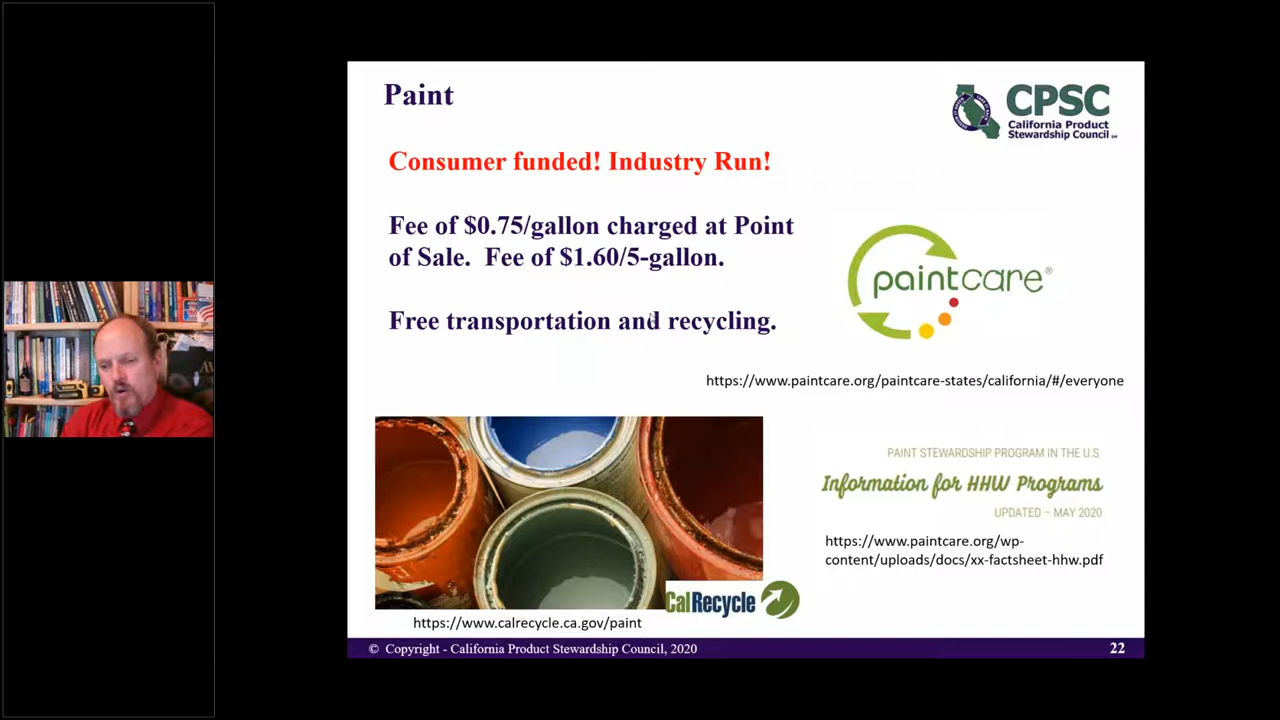 Paint
CPSC
California Product
Stewardship Council
Consumer funded! Industry Run!
Fee of $0.75/gallon charged at Point
of Sale.  Fee of $1.60/5-gallon.
Free transportation and recycling.
paintcare®
https://www.paintcare.org/paintcare-states/california/#/everyone
PAINT STEWARDSHIP PROGRAM IN THE U.S.
Information for HHW Programs
UPDATED – MAY 2020
https://www.paintcare.org/wp-
content/uploads/docs/xx-factsheet-hhw.pdf
CalRecycle
https://www.calrecycle.ca.gov/paint
© Copyright - California Product Stewardship Council, 2020
22